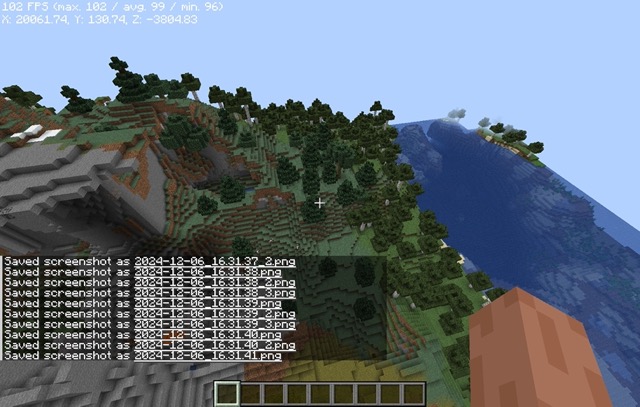 102 FPS (max. 102 / avg. 99 / min. 96)
X: 20061.74, Y: 130.74, Z: -3804.83
Saved screenshot as 2024-12-06_16.31.37_2.png
Saved screenshot as 2024-12-06_16.31.38.png
Saved screenshot as 2024-12-06_16.31.38_2.png
Saved screenshot as 2024-12-06_16.31.38_3.png
Saved screenshot as 2024-12-06_16.31.39.png
Saved screenshot as 2024-12-06_16.31.39_2.png
Saved screenshot as 2024-12-06_16.31.39_3.png
Saved screenshot as 2024-12-06_16.31.40.png
Saved screenshot as 2024-12-06_16.31.40_2.png
Saved screenshot as 2024-12-06_16.31.41.png